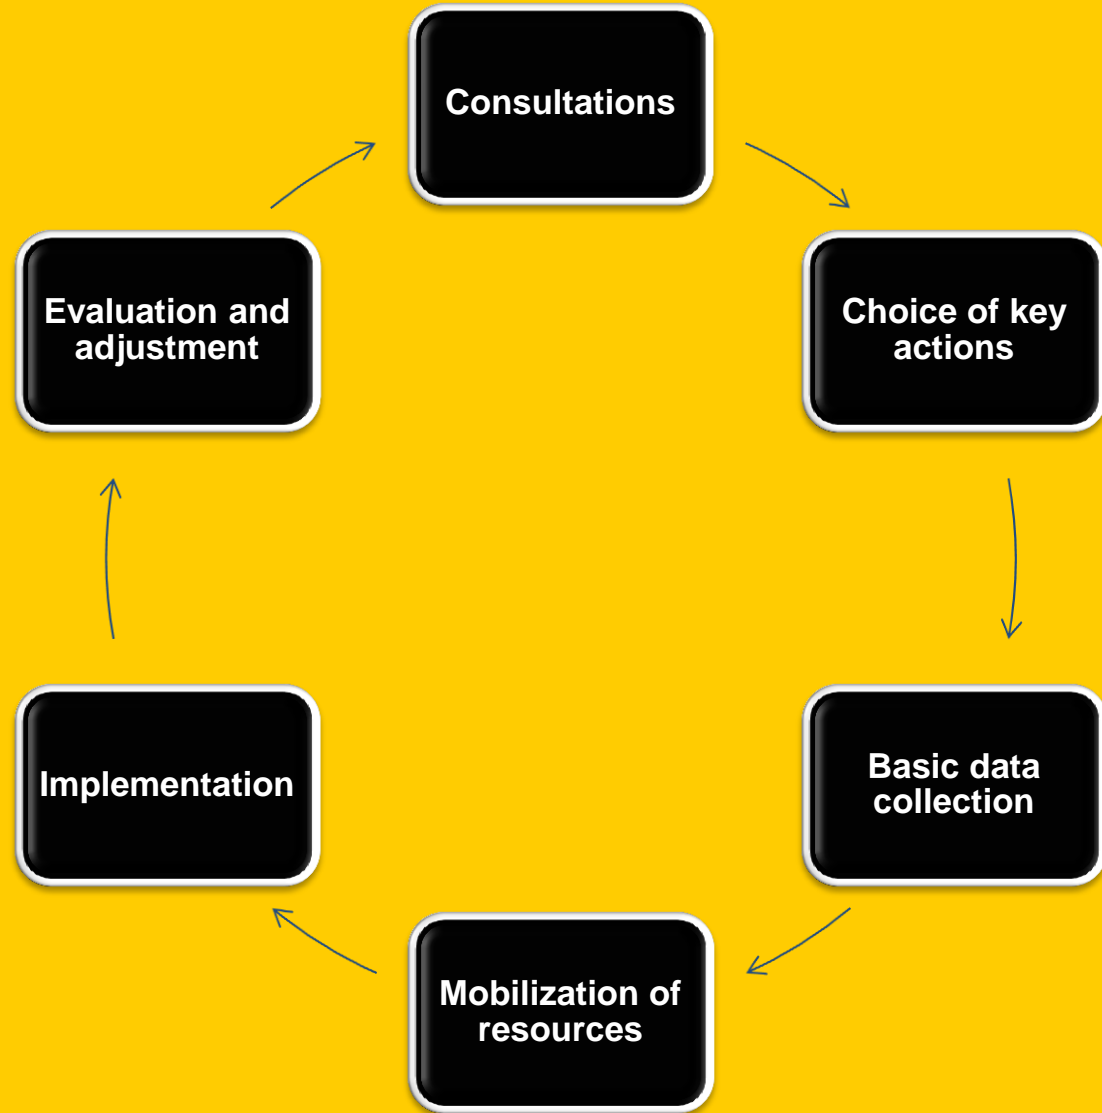 Consultations
Choice of key
actions
Basic data
collection
Mobilization of
resources
Implementation
Evaluation and
adjustment